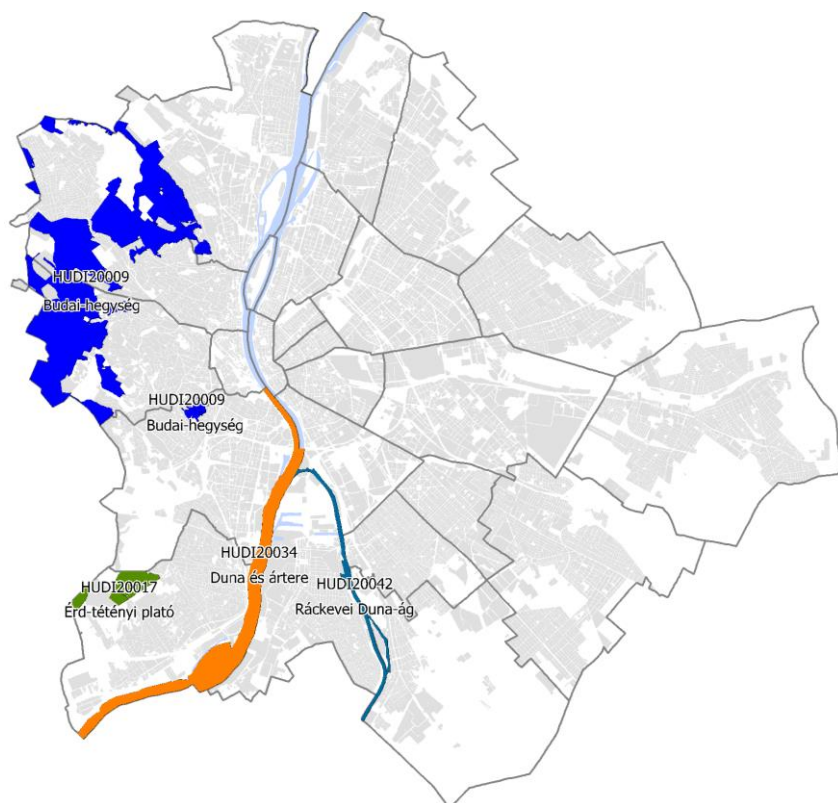 HUDI20009
Budai-hegység
HUDI20009
Budai-hegység
HUDI20034
Duna és ártere
HUDI20042
Ráckevei Duna-ág
HUDI20017
Érd-tétényi plató